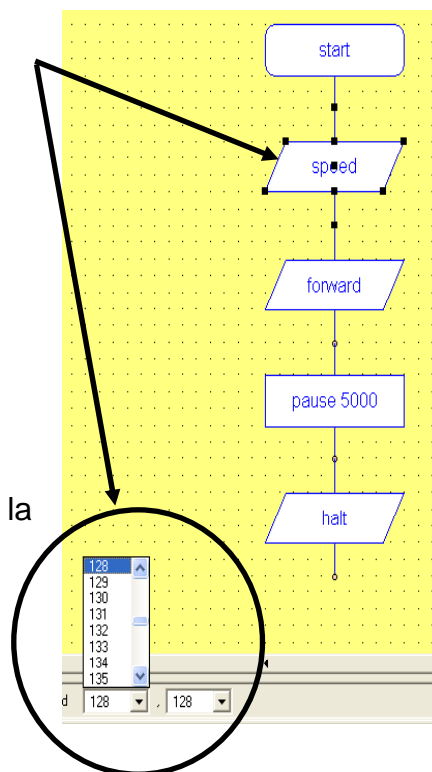 start
speed
forward
pause 5000
la
halt
128
129
130
131
132
133
134
135
d 128 , 128